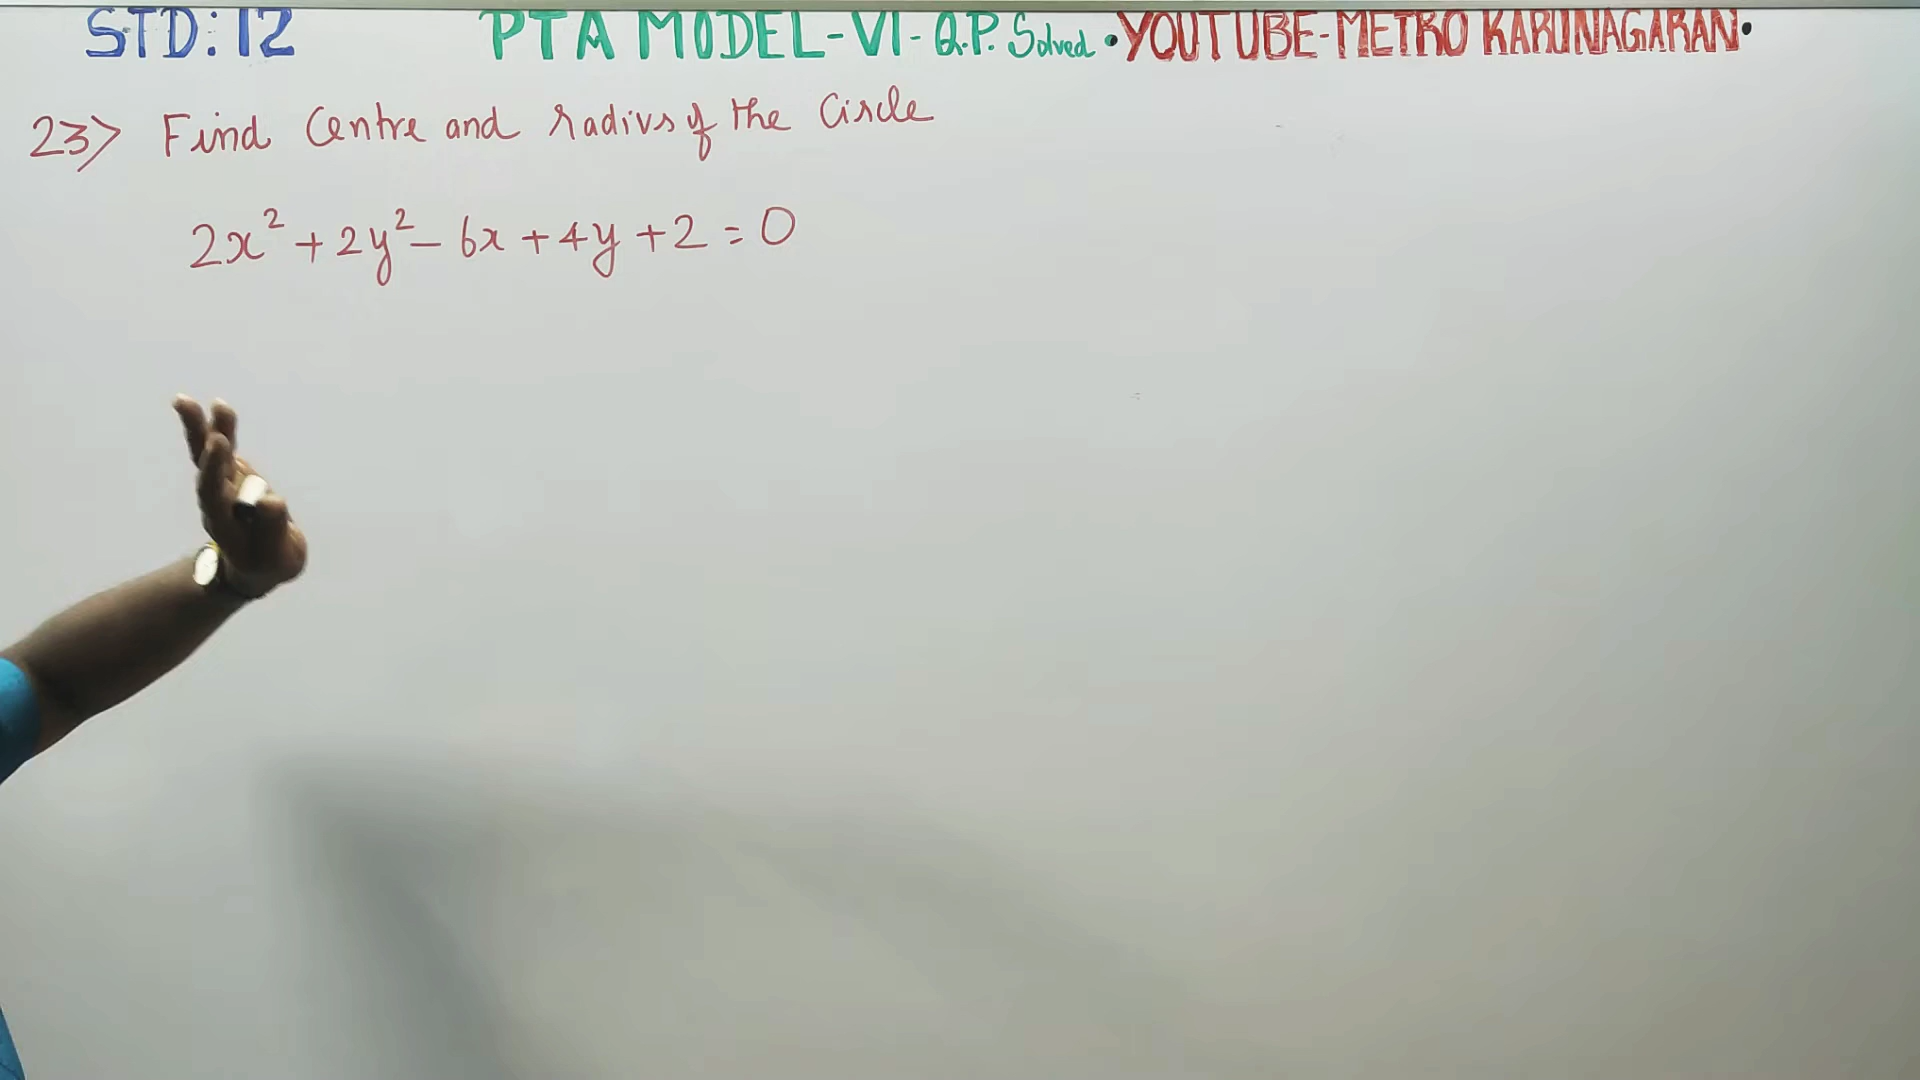 STD: 12 PTA MODEL-VI-Q.P. Solved • YOUTUBE-METRO KARUNAGARAN •
23> Find Centre and radius of the Circle
2x² + 2y² - 6x + 4y + 2 = 0